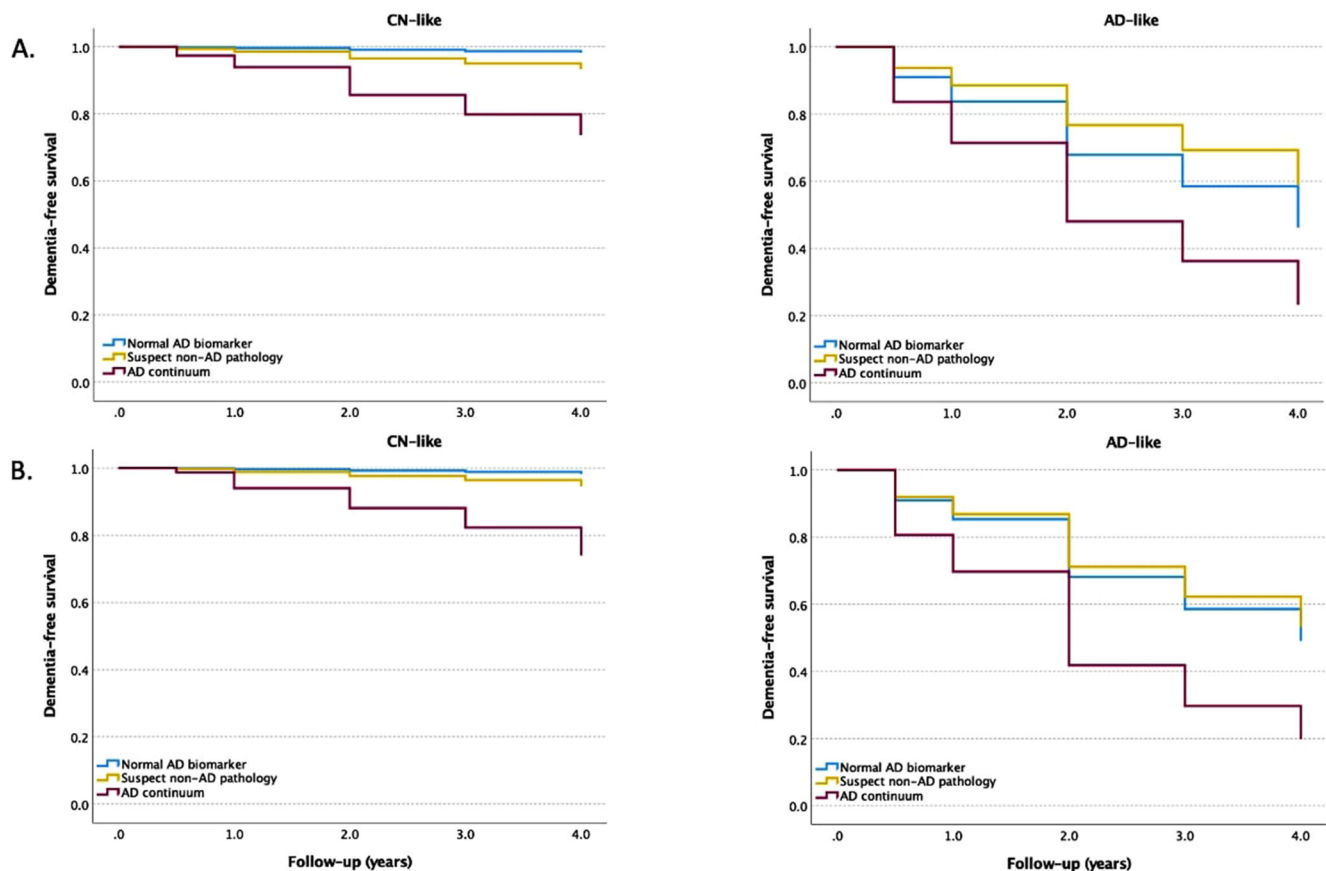 A.
CN-like
Dementia-free survival
1.0
0.8
0.6
0.4
0.2
0.0
Normal AD biomarker
Suspect non-AD pathology
AD continuum
.0 1.0 2.0 3.0 4.0
AD-like
Dementia-free survival
1.0
0.8
0.6
0.4
0.2
0.0
Normal AD biomarker
Suspect non-AD pathology
AD continuum
.0 1.0 2.0 3.0 4.0
B.
CN-like
Dementia-free survival
1.0
0.8
0.6
0.4
0.2
0.0
Normal AD biomarker
Suspect non-AD pathology
AD continuum
.0 1.0 2.0 3.0 4.0
Follow-up (years)
AD-like
Dementia-free survival
1.0
0.8
0.6
0.4
0.2
0.0
Normal AD biomarker
Suspect non-AD pathology
AD continuum
.0 1.0 2.0 3.0 4.0
Follow-up (years)